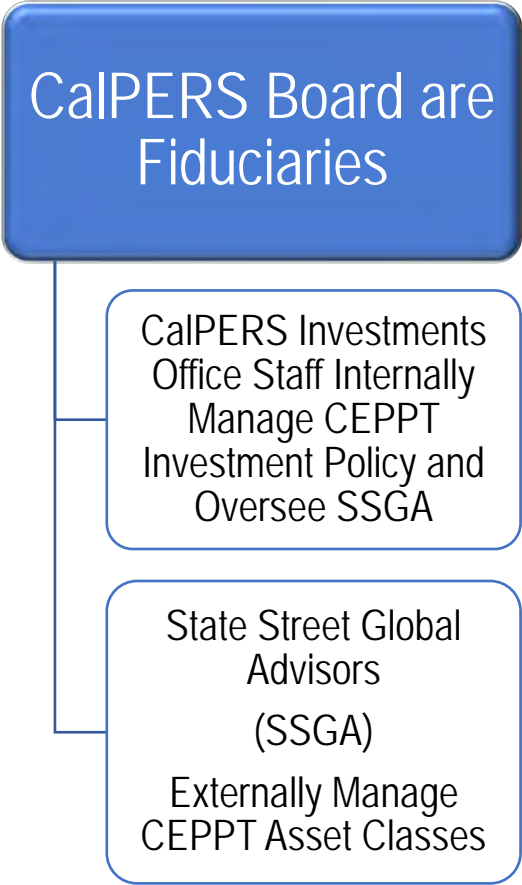 CalPERS Board are
Fiduciaries
CalPERS Investments
Office Staff Internally
Manage CEPPT
Investment Policy and
Oversee SSGA
State Street Global
Advisors
(SSGA)
Externally Manage
CEPPT Asset Classes